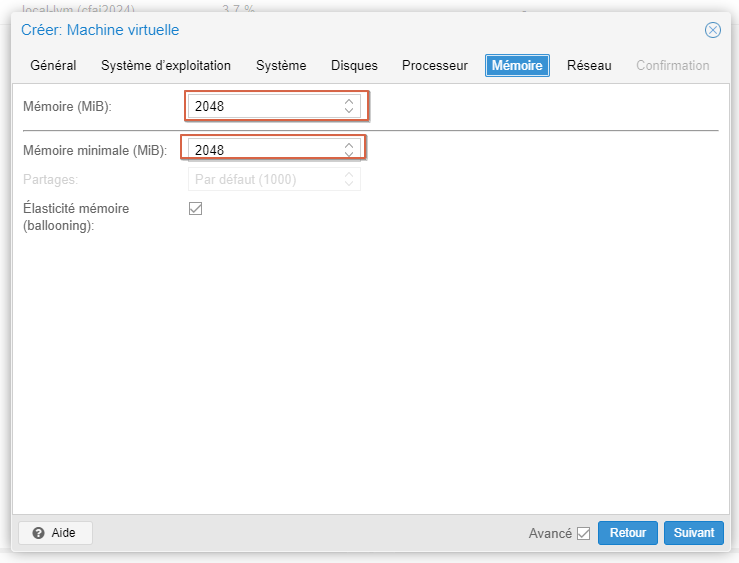 local-lvm (cfai2024) 3.7 %
Créer: Machine virtuelle
Général Système d'exploitation Système Disques Processeur Mémoire Réseau Confirmation
Mémoire (MiB): 2048
Mémoire minimale (MiB): 2048
Partages: Par défaut (1000)
Élasticité mémoire
(ballooning):
Aide Avancé Retour Suivant